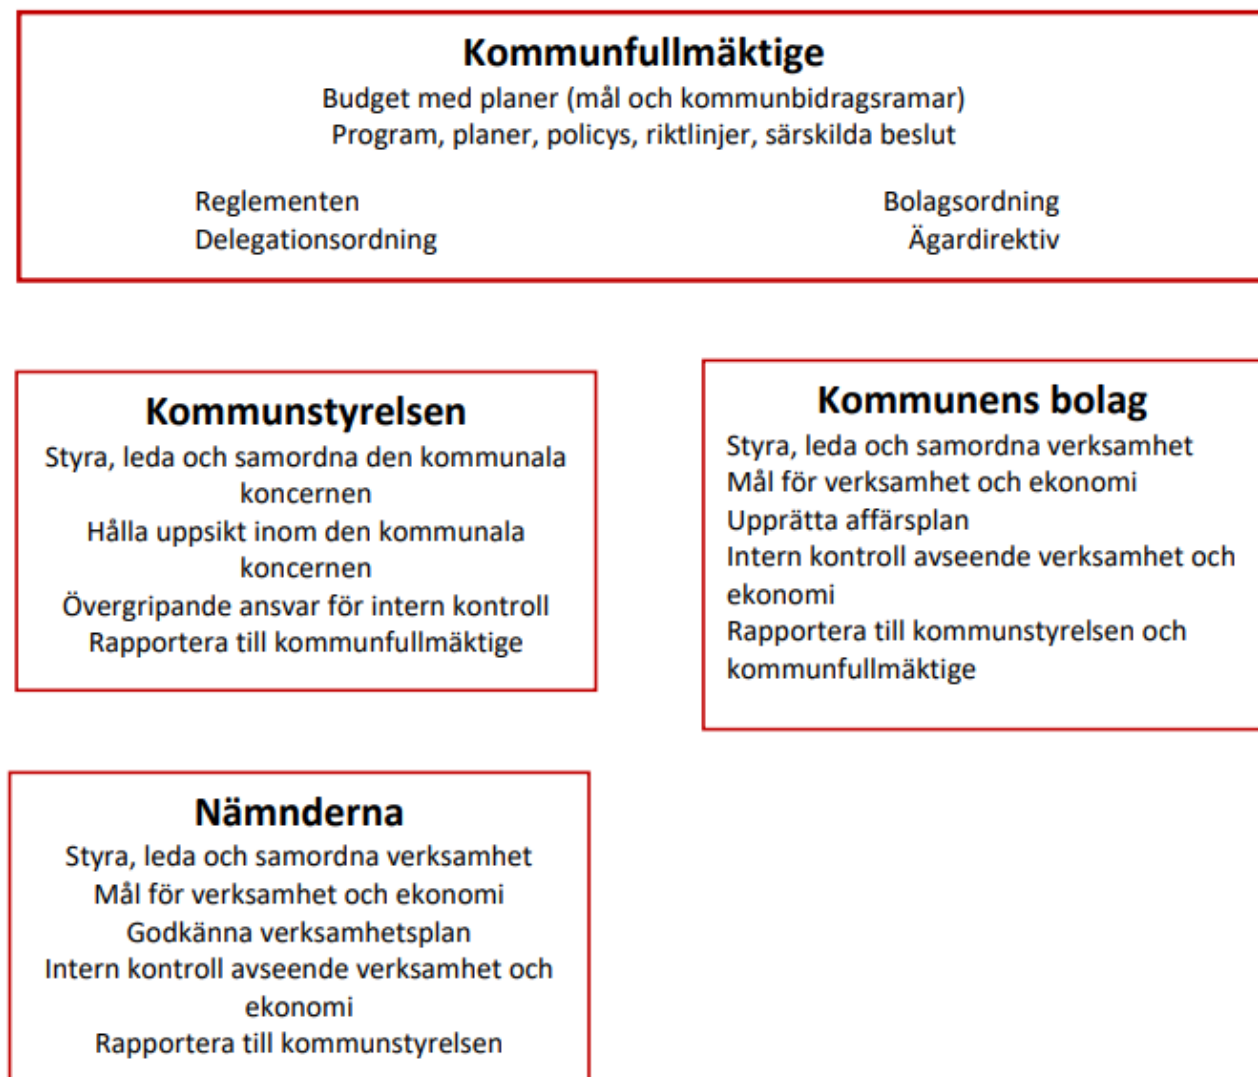 Kommunfullmäktige
Budget med planer (mål och kommunbidragsramar)
Program, planer, policys, riktlinjer, särskilda beslut
Reglementen
Delegationsordning
Bolagsordning
Ägardirektiv
Kommunstyrelsen
Styra, leda och samordna den kommunala
koncernen
Hålla uppsikt inom den kommunala
koncernen
Övergripande ansvar för intern kontroll
Rapportera till kommunfullmäktige
Kommunens bolag
Styra, leda och samordna verksamhet
Mål för verksamhet och ekonomi
Upprätta affärsplan
Intern kontroll avseende verksamhet och
ekonomi
Rapportera till kommunstyrelsen och
kommunfullmäktige
Nämnderna
Styra, leda och samordna verksamhet
Mål för verksamhet och ekonomi
Godkänna verksamhetsplan
Intern kontroll avseende verksamhet och
ekonomi
Rapportera till kommunstyrelsen